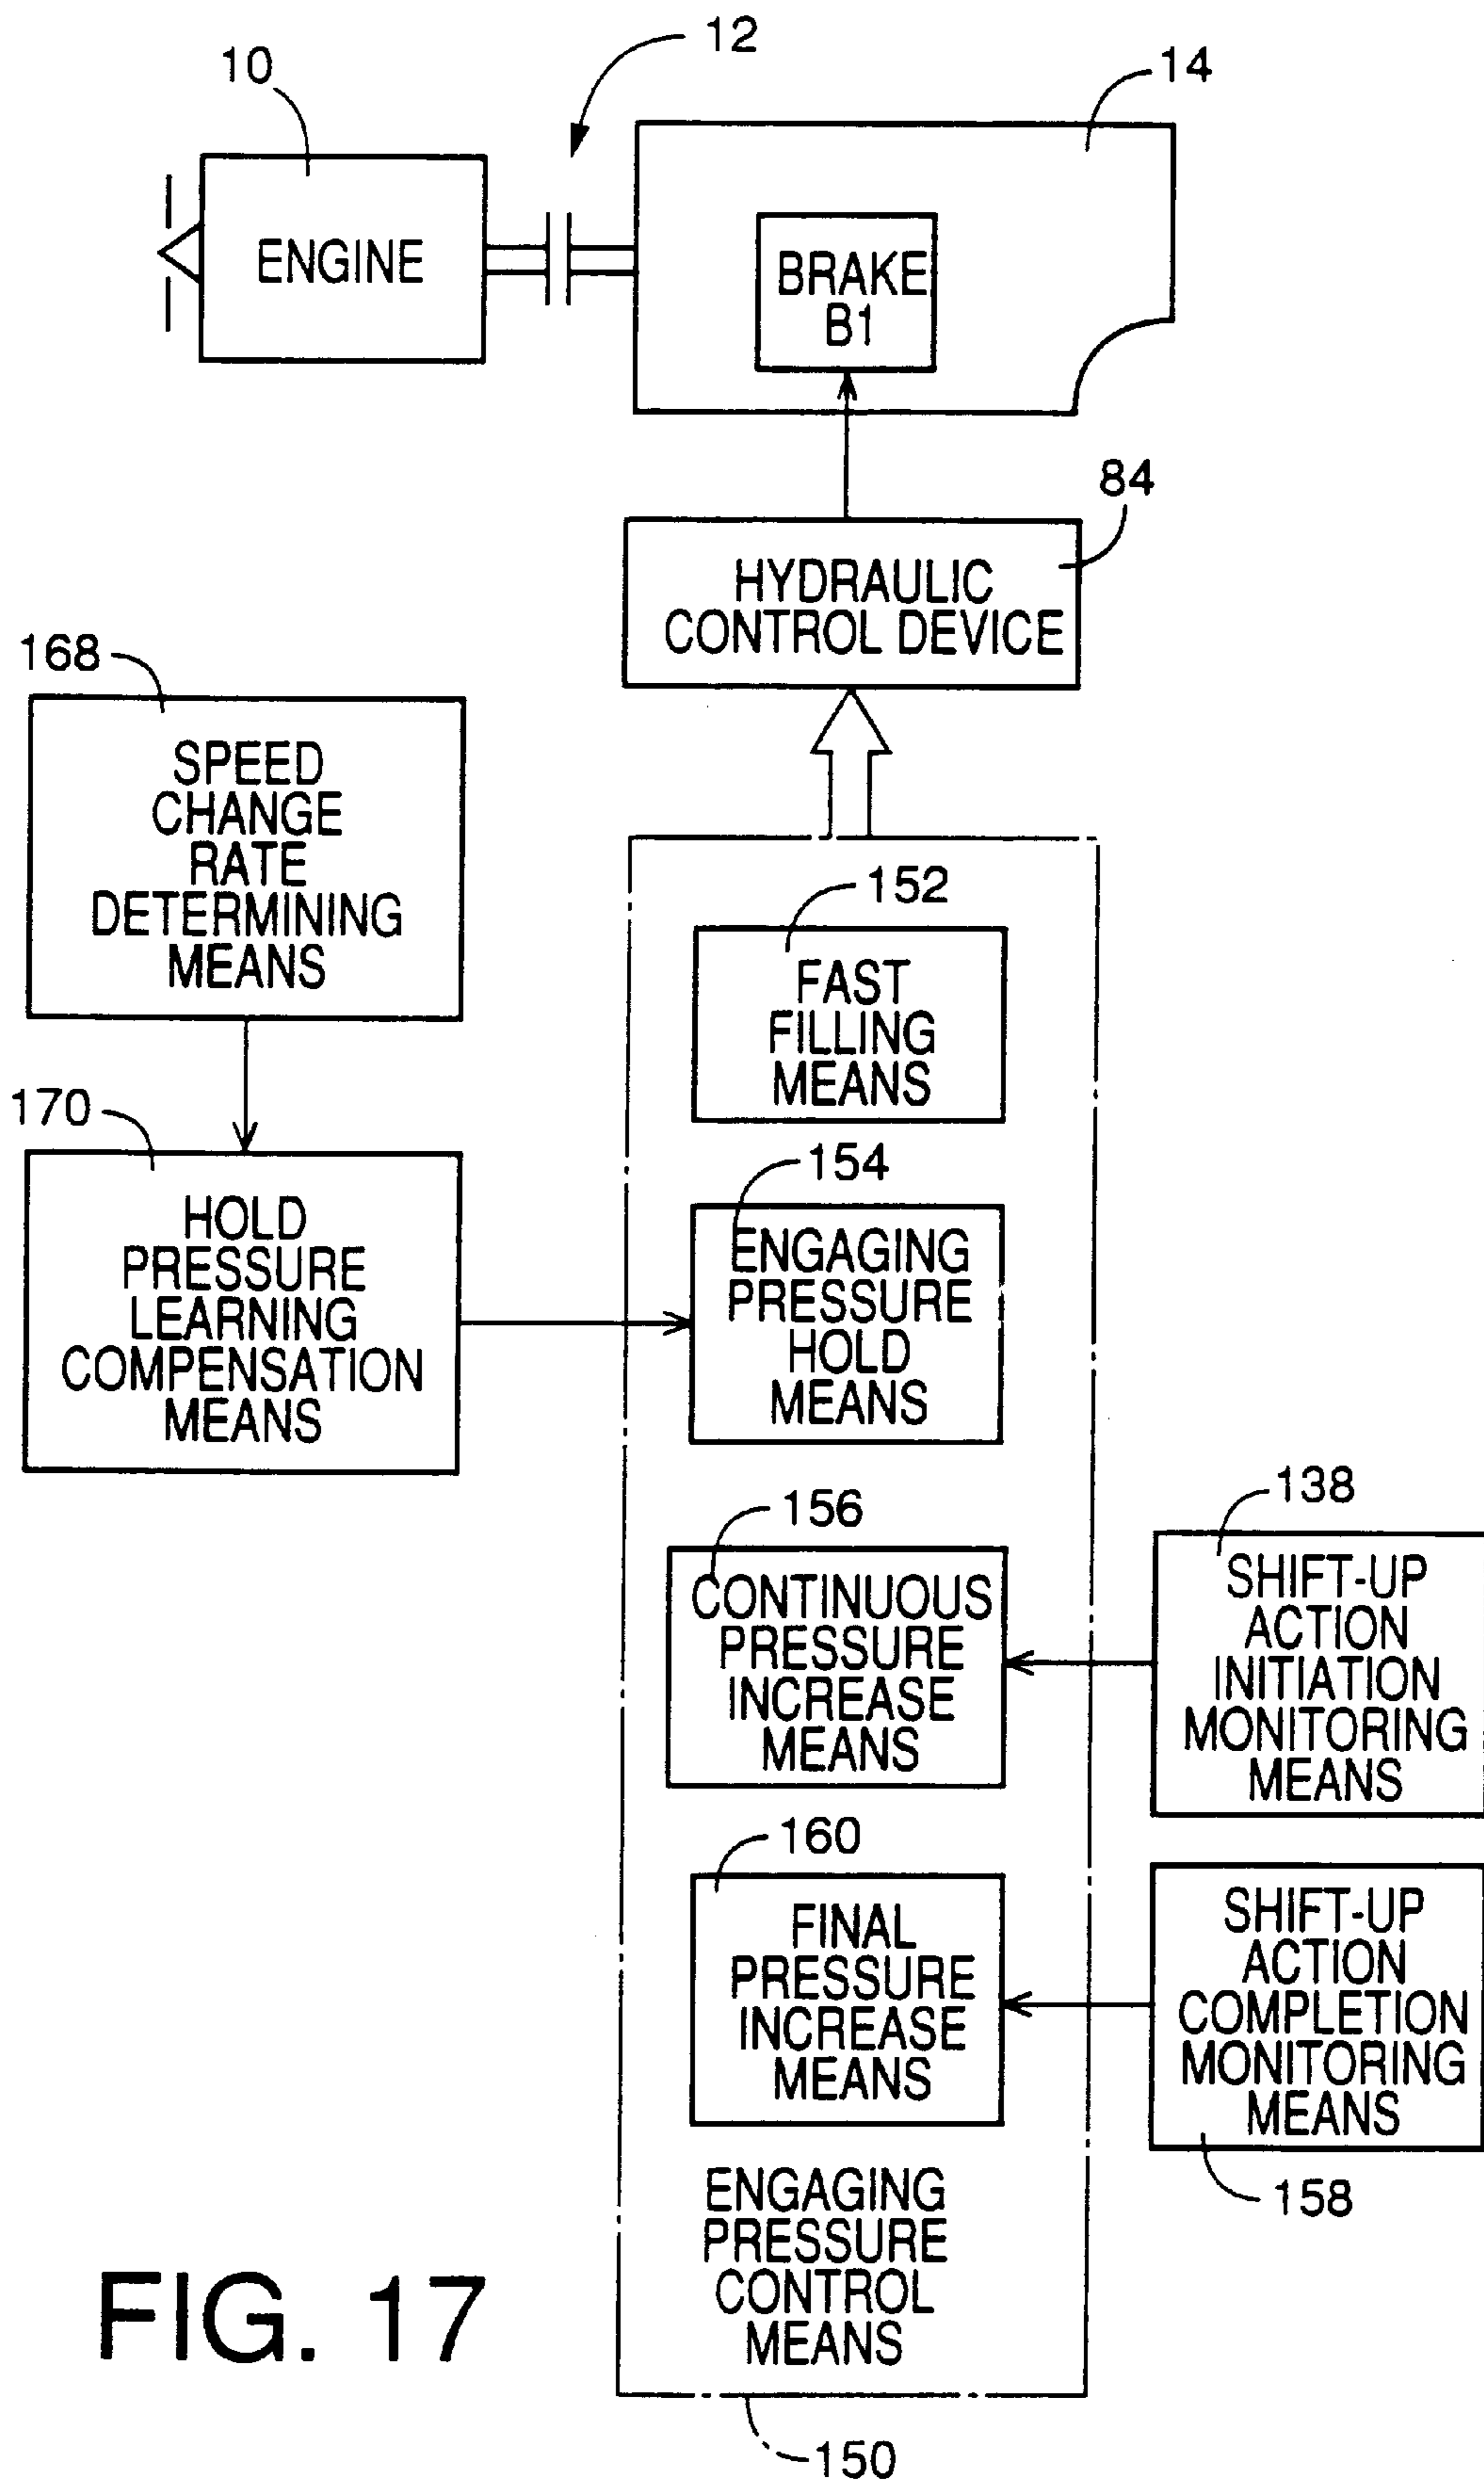 12
10
14
ENGINE
BRAKE
B1
84
HYDRAULIC
CONTROL DEVICE
168
SPEED
CHANGE
RATE
DETERMINING
MEANS
152
FAST
FILLING
MEANS
170
HOLD
PRESSURE
LEARNING
COMPENSATION
MEANS
154
ENGAGING
PRESSURE
HOLD
MEANS
156
CONTINUOUS
PRESSURE
INCREASE
MEANS
138
SHIFT-UP
ACTION
INITIATION
MONITORING
MEANS
160
FINAL
PRESSURE
INCREASE
MEANS
SHIFT-UP
ACTION
COMPLETION
MONITORING
MEANS
158
ENGAGING
PRESSURE
CONTROL
MEANS
150
FIG. 17